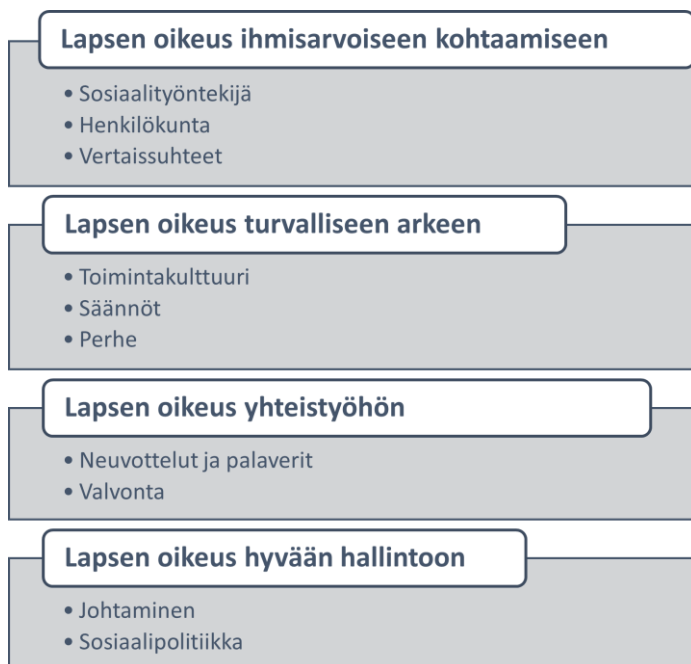 Lapsen oikeus ihmisarvoiseen kohtaamiseen
• Sosiaalityöntekijä
• Henkilökunta
• Vertaissuhteet
Lapsen oikeus turvalliseen arkeen
• Toimintakulttuuri
• Säännöt
• Perhe
Lapsen oikeus yhteistyöhön
• Neuvottelut ja palaverit
• Valvonta
Lapsen oikeus hyvään hallintoon
• Johtaminen
• Sosiaalipolitiikka